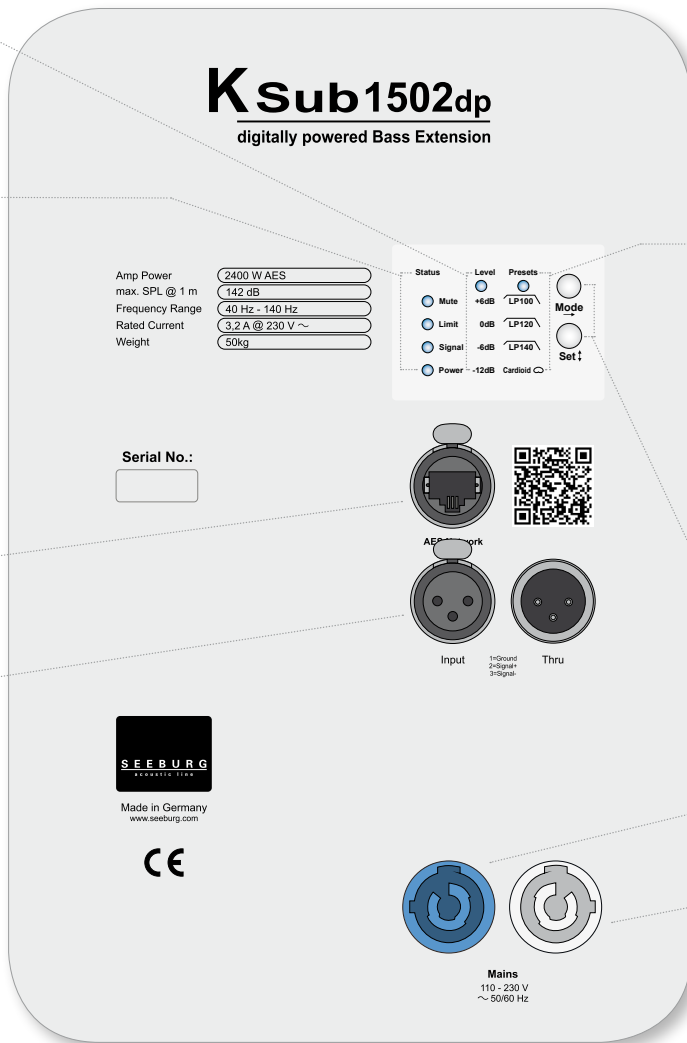 K Sub 1502dp
digitally powered Bass Extension
Amp Power 2400 W AES
max. SPL @ 1 m 142 dB
Frequency Range 40 Hz - 140 Hz
Rated Current 3,2 A @ 230 V ~
Weight 50kg
Status Level Presets
Mute +6dB LP100
Limit 0dB LP120
Signal -6dB LP140
Power -12dB Cardioid
Mode
→
Set ↕
Serial No.:
Input
1=Ground
2=Signal+
3=Signal-
Thru
SEEBURG
acoustic line
Made in Germany
www.seeburg.com
CE
Mains
110 - 230 V
~ 50/60 Hz